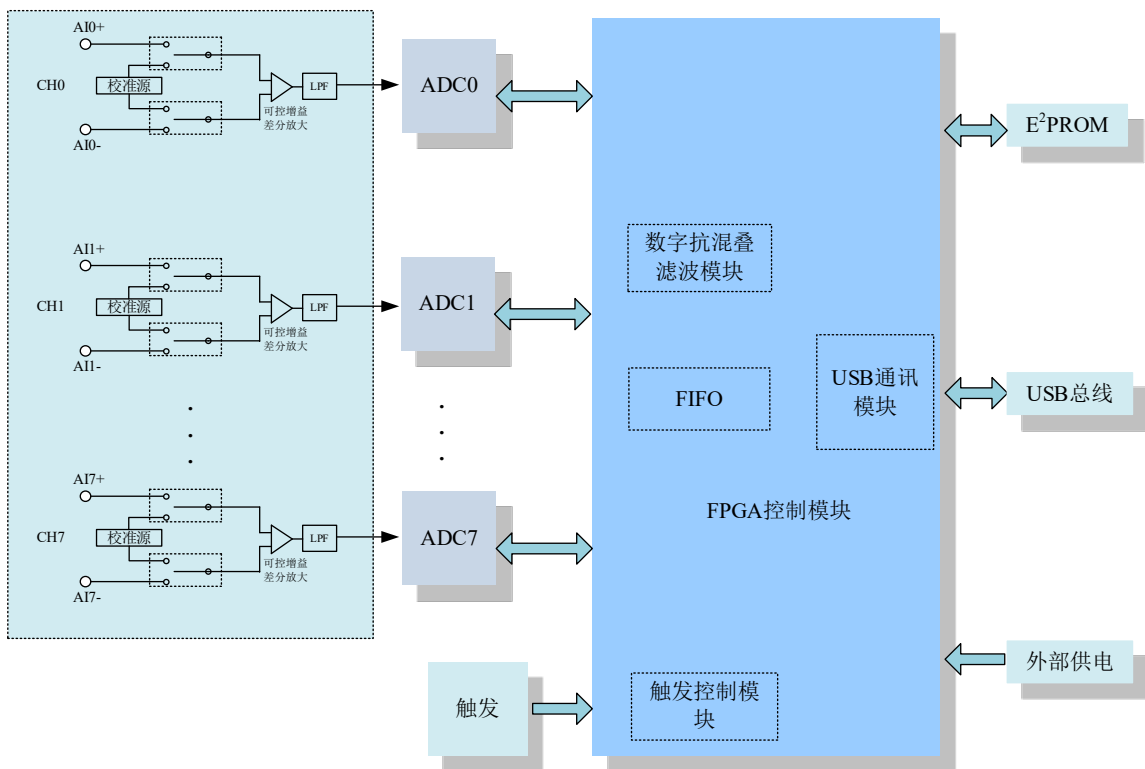 AI0+
CH0
校准源
AI0-
可控增益
差分放大
LPF
ADC0
AI1+
CH1
校准源
AI1-
可控增益
差分放大
LPF
ADC1
AI7+
CH7
校准源
AI7-
可控增益
差分放大
LPF
ADC7
触发
数字抗混叠
滤波模块
FIFO
USB通讯
模块
FPGA控制模块
触发控制模
块
E²PROM
USB总线
外部供电